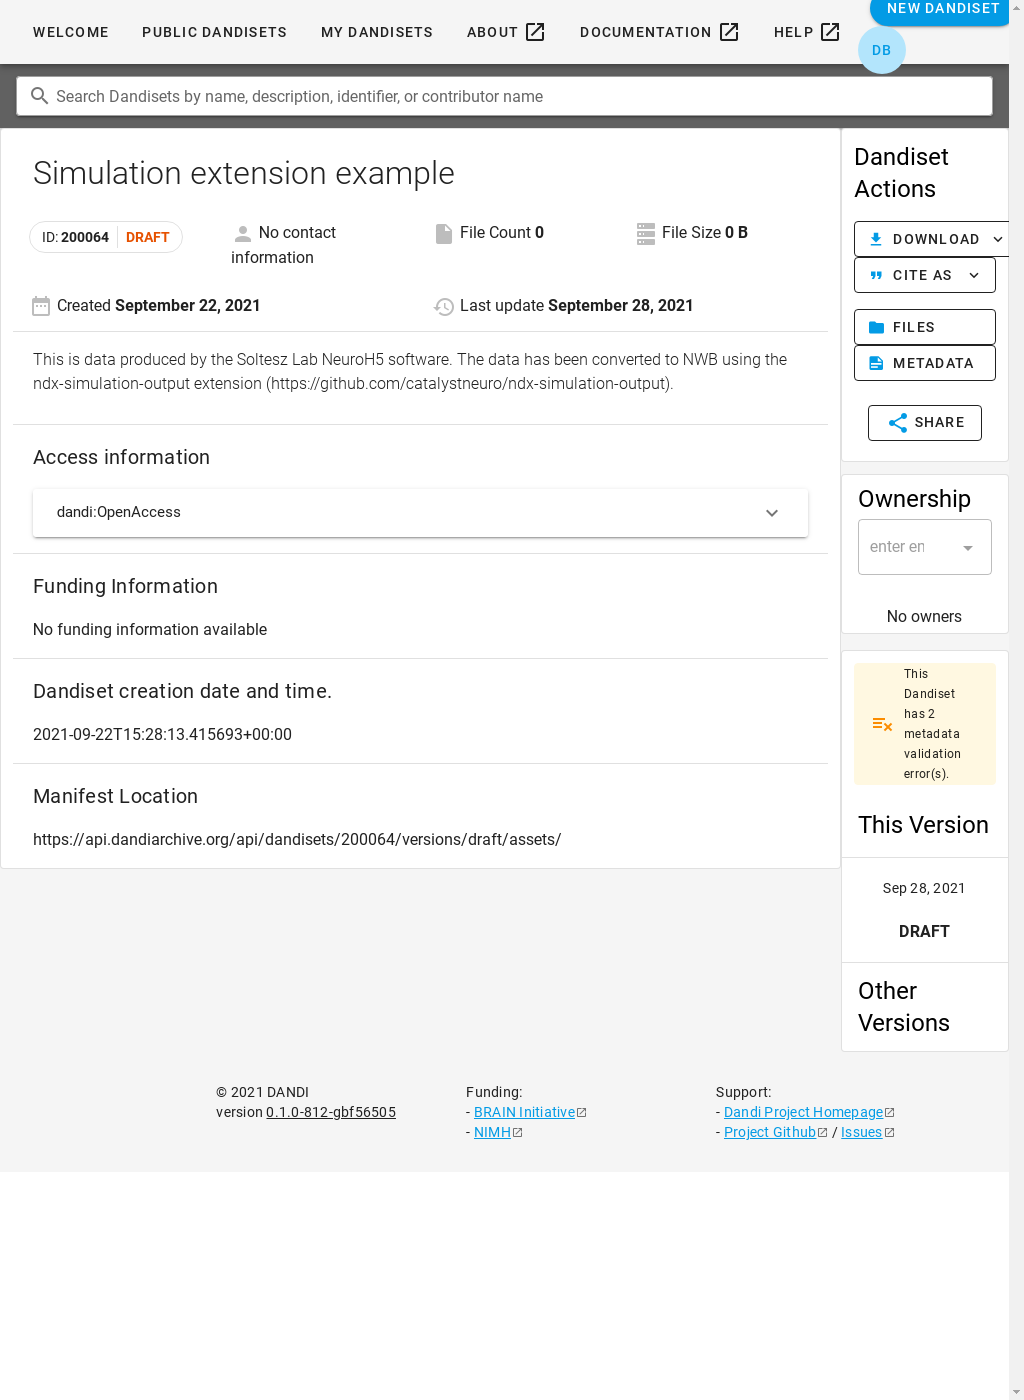 WELCOME
PUBLIC DANDISETS
MY DANDISETS
ABOUT
DOCUMENTATION
HELP
NEW DANDISET
DB
Search Dandisets by name, description, identifier, or contributor name
Simulation extension example
ID: 200064 DRAFT
No contact
information
File Count 0
File Size 0 B
Created September 22, 2021
Last update September 28, 2021
This is data produced by the Soltesz Lab NeuroH5 software. The data has been converted to NWB using the
ndx-simulation-output extension (https://github.com/catalystneuro/ndx-simulation-output).
Access information
dandi:OpenAccess
Funding Information
No funding information available
Dandiset creation date and time.
2021-09-22T15:28:13.415693+00:00
Manifest Location
https://api.dandiarchive.org/api/dandisets/200064/versions/draft/assets/
Dandiset
Actions
DOWNLOAD
CITE AS
FILES
METADATA
SHARE
Ownership
enter en
No owners
This
Dandiset
has 2
metadata
validation
error(s).
This Version
Sep 28, 2021
DRAFT
Other
Versions
© 2021 DANDI
version 0.1.0-812-gbf56505
Funding:
- BRAIN Initiative
- NIMH
Support:
- Dandi Project Homepage
- Project Github / Issues